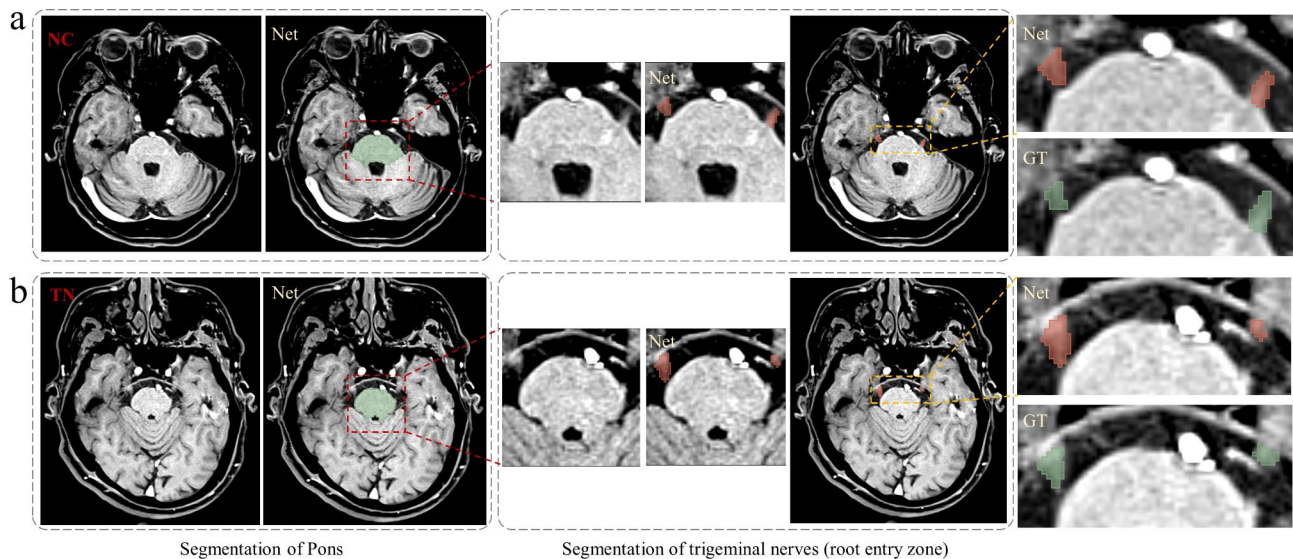 a
NC
Net
Net
Net
GT
b
TN
Net
Net
Net
GT
Segmentation of Pons
Segmentation of trigeminal nerves (root entry zone)